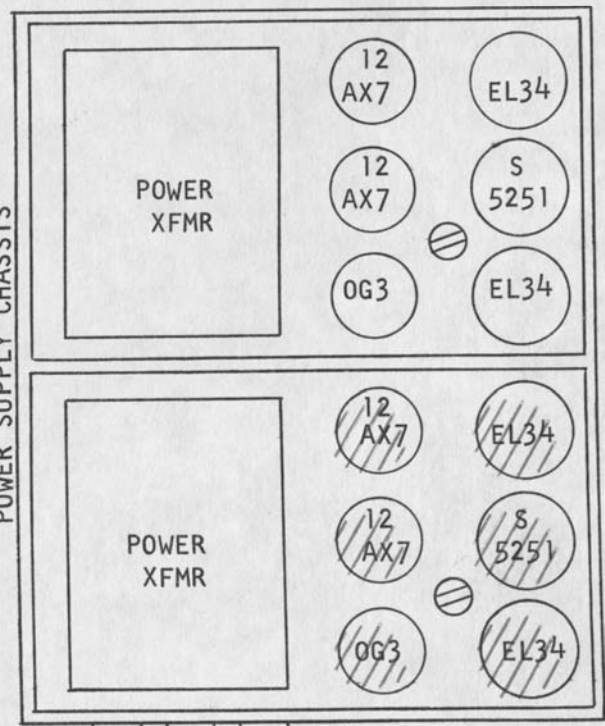 POWER SUPPLY CHASSIS
POWER
XFMR
12
AX7
EL34
12
AX7
S
5251
OG3
EL34
POWER
XFMR
12
AX7
EL34
12
AX7
S
5251
OG3
EL34